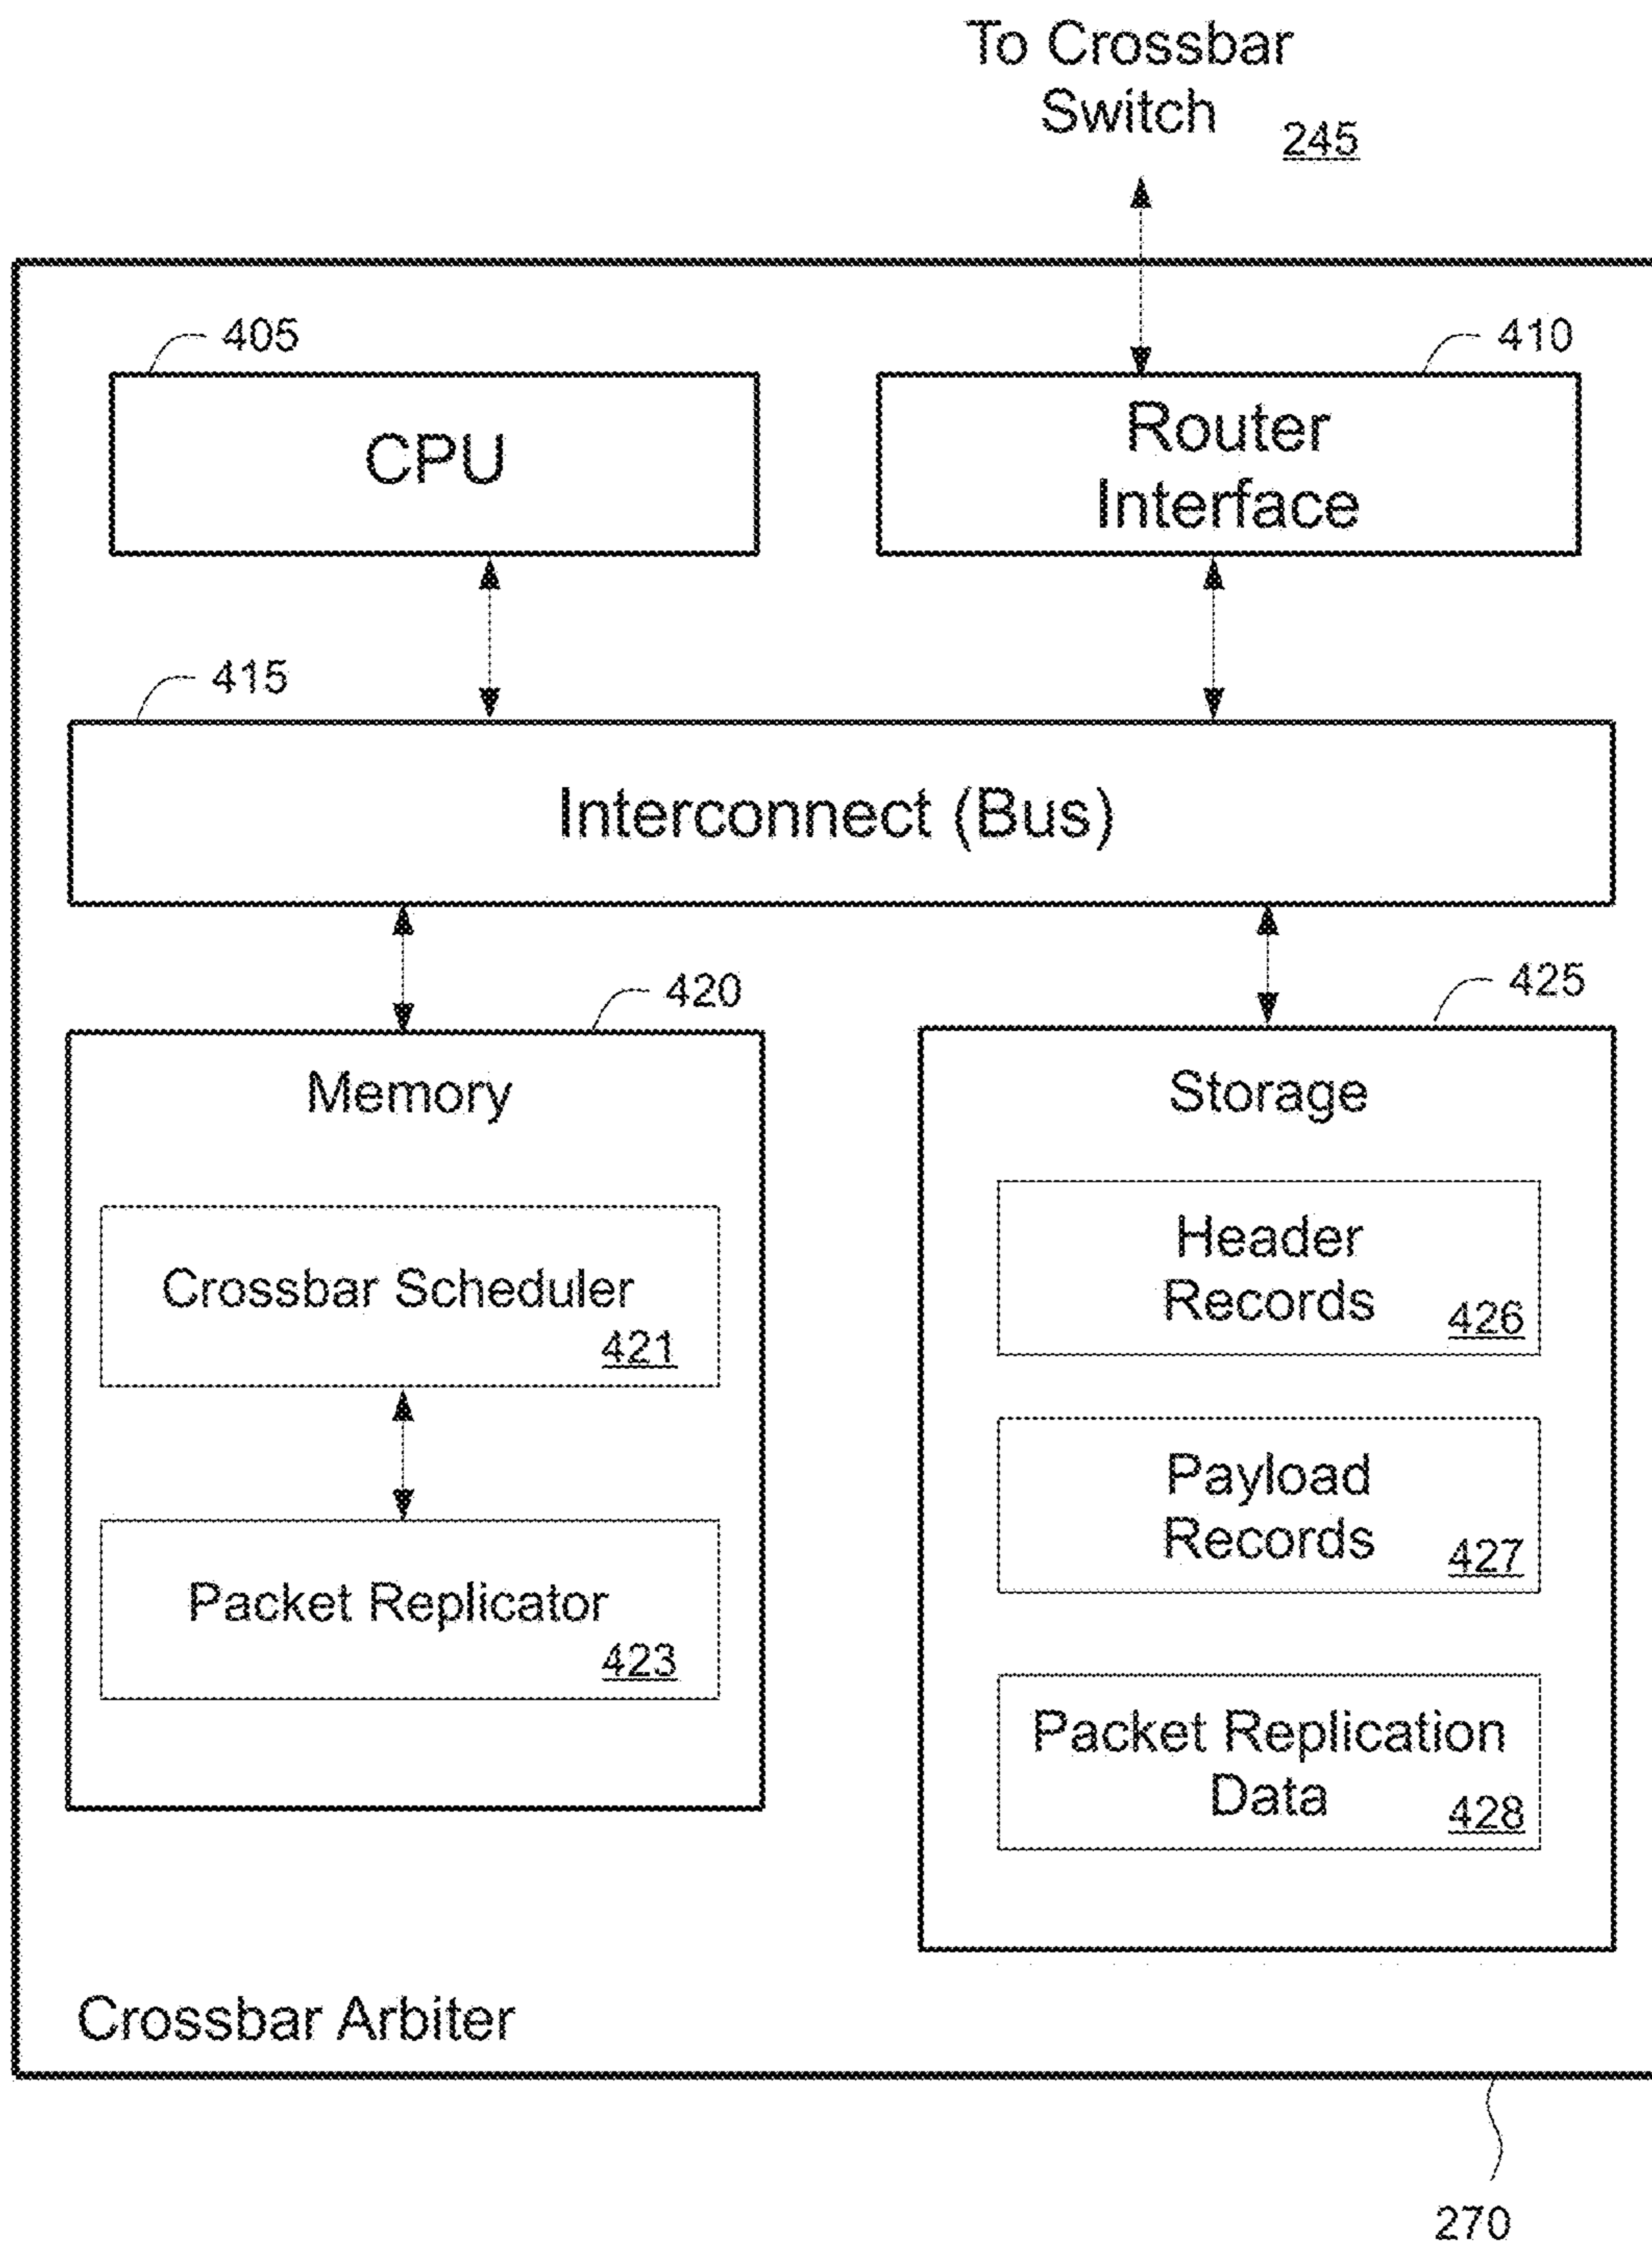 To Crossbar
Switch 245
405
410
CPU
Router
Interface
415
Interconnect (Bus)
420
425
Memory
Storage
Crossbar Scheduler
421
Packet Replicator
423
Header
Records 426
Payload
Records 427
Packet Replication
Data 428
Crossbar Arbiter
270